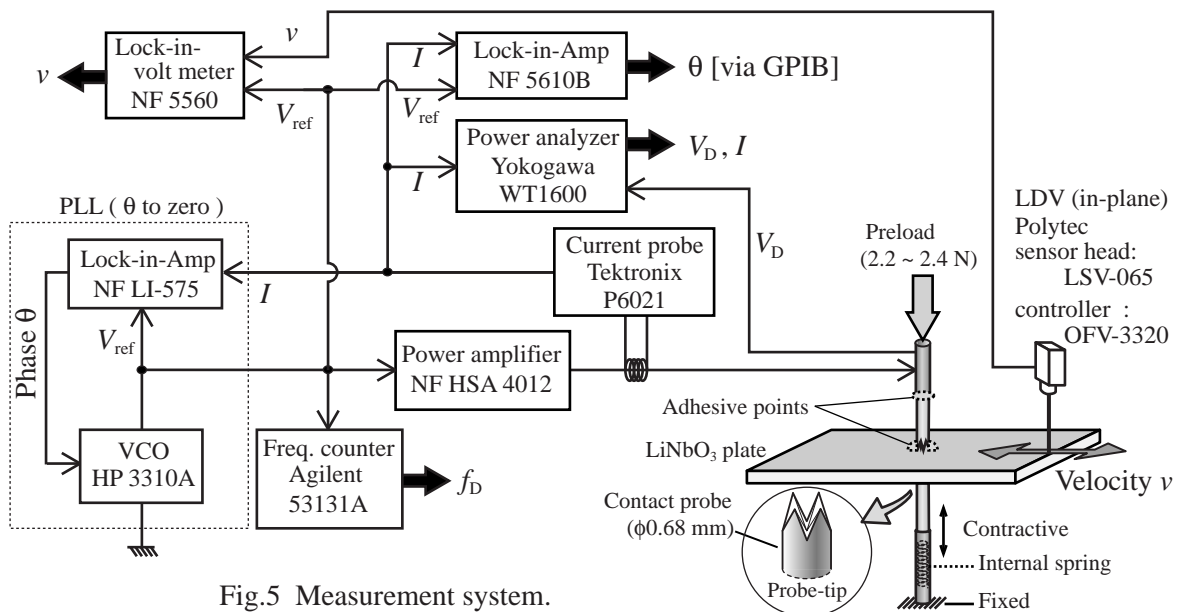 v
Lock-in-
volt meter
NF 5560
v
V_ref
I
V_ref
Lock-in-Amp
NF 5610B
θ [via GPIB]
I
Power analyzer
Yokogawa
WT1600
V_D , I
PLL ( θ to zero )
Lock-in-Amp
NF LI-575
I
Phase θ
V_ref
VCO
HP 3310A
Current probe
Tektronix
P6021
V_D
Preload
(2.2 ~ 2.4 N)
LDV (in-plane)
Polytec
sensor head:
LSV-065
controller :
OFV-3320
Power amplifier
NF HSA 4012
Freq. counter
Agilent
53131A
f_D
Adhesive points
LiNbO3 plate
Velocity v
Contact probe
(ϕ0.68 mm)
Probe-tip
Contractive
Internal spring
Fixed
Fig.5 Measurement system.